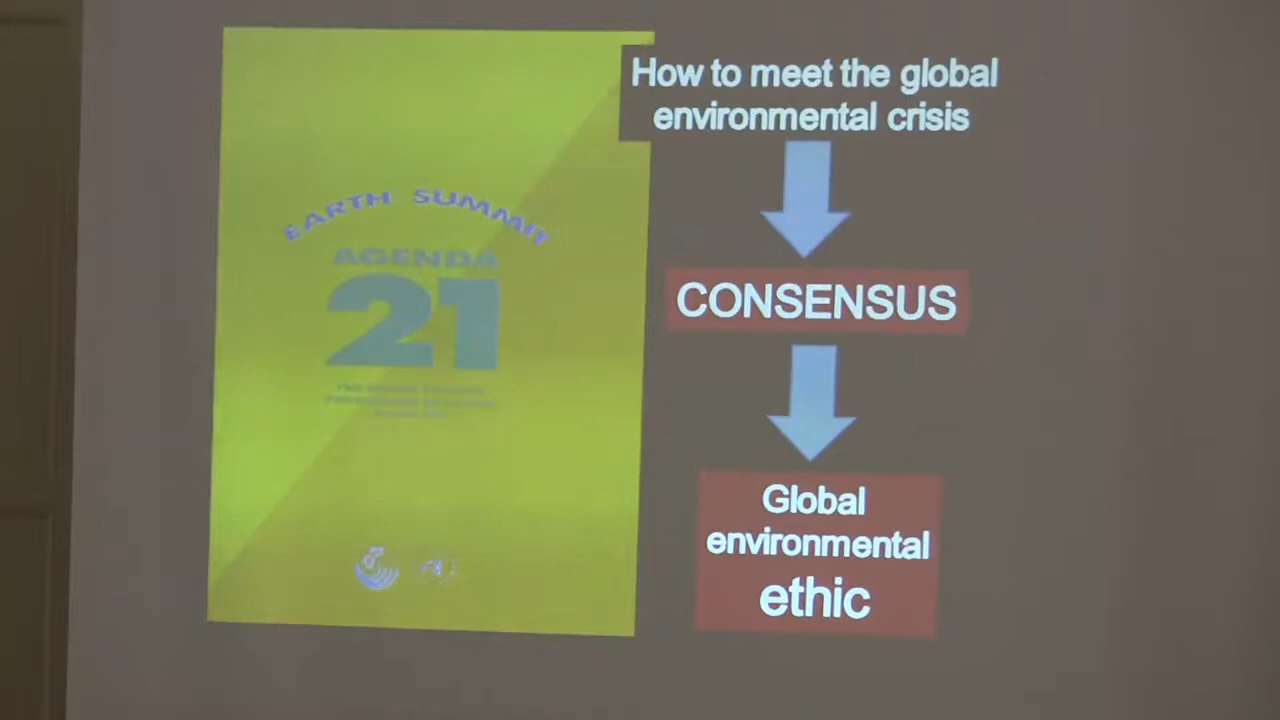 How to meet the global
environmental crisis
EARTH SUMMIT
AGENDA
21
CONSENSUS
Global
environmental
ethic